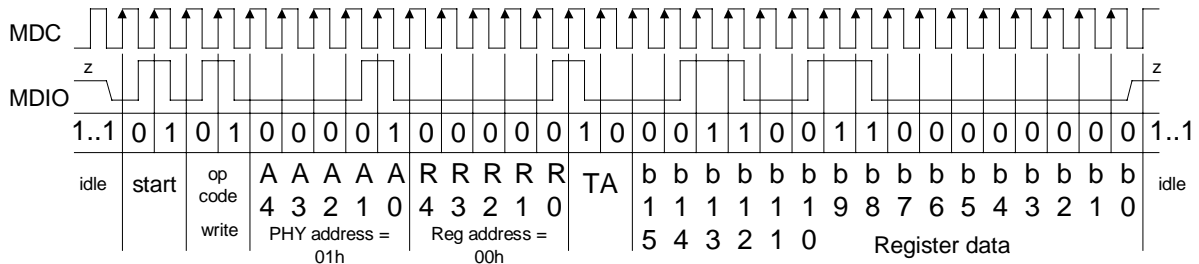 MDC
z z
MDIO
1..1 0 1 0 1 0 0 0 0 1 0 0 0 0 0 1 0 0 0 1 1 0 0 1 1 0 0 0 0 0 0 0 0 1..1
idle start op A A A A A R R R R R TA b b b b b b b b b b b b b b b b idle
code 4 3 2 1 0 4 3 2 1 0 1 1 1 1 1 1 9 8 7 6 5 4 3 2 1 0
write PHY address = Reg address = 5 4 3 2 1 0 Register data
01h 00h